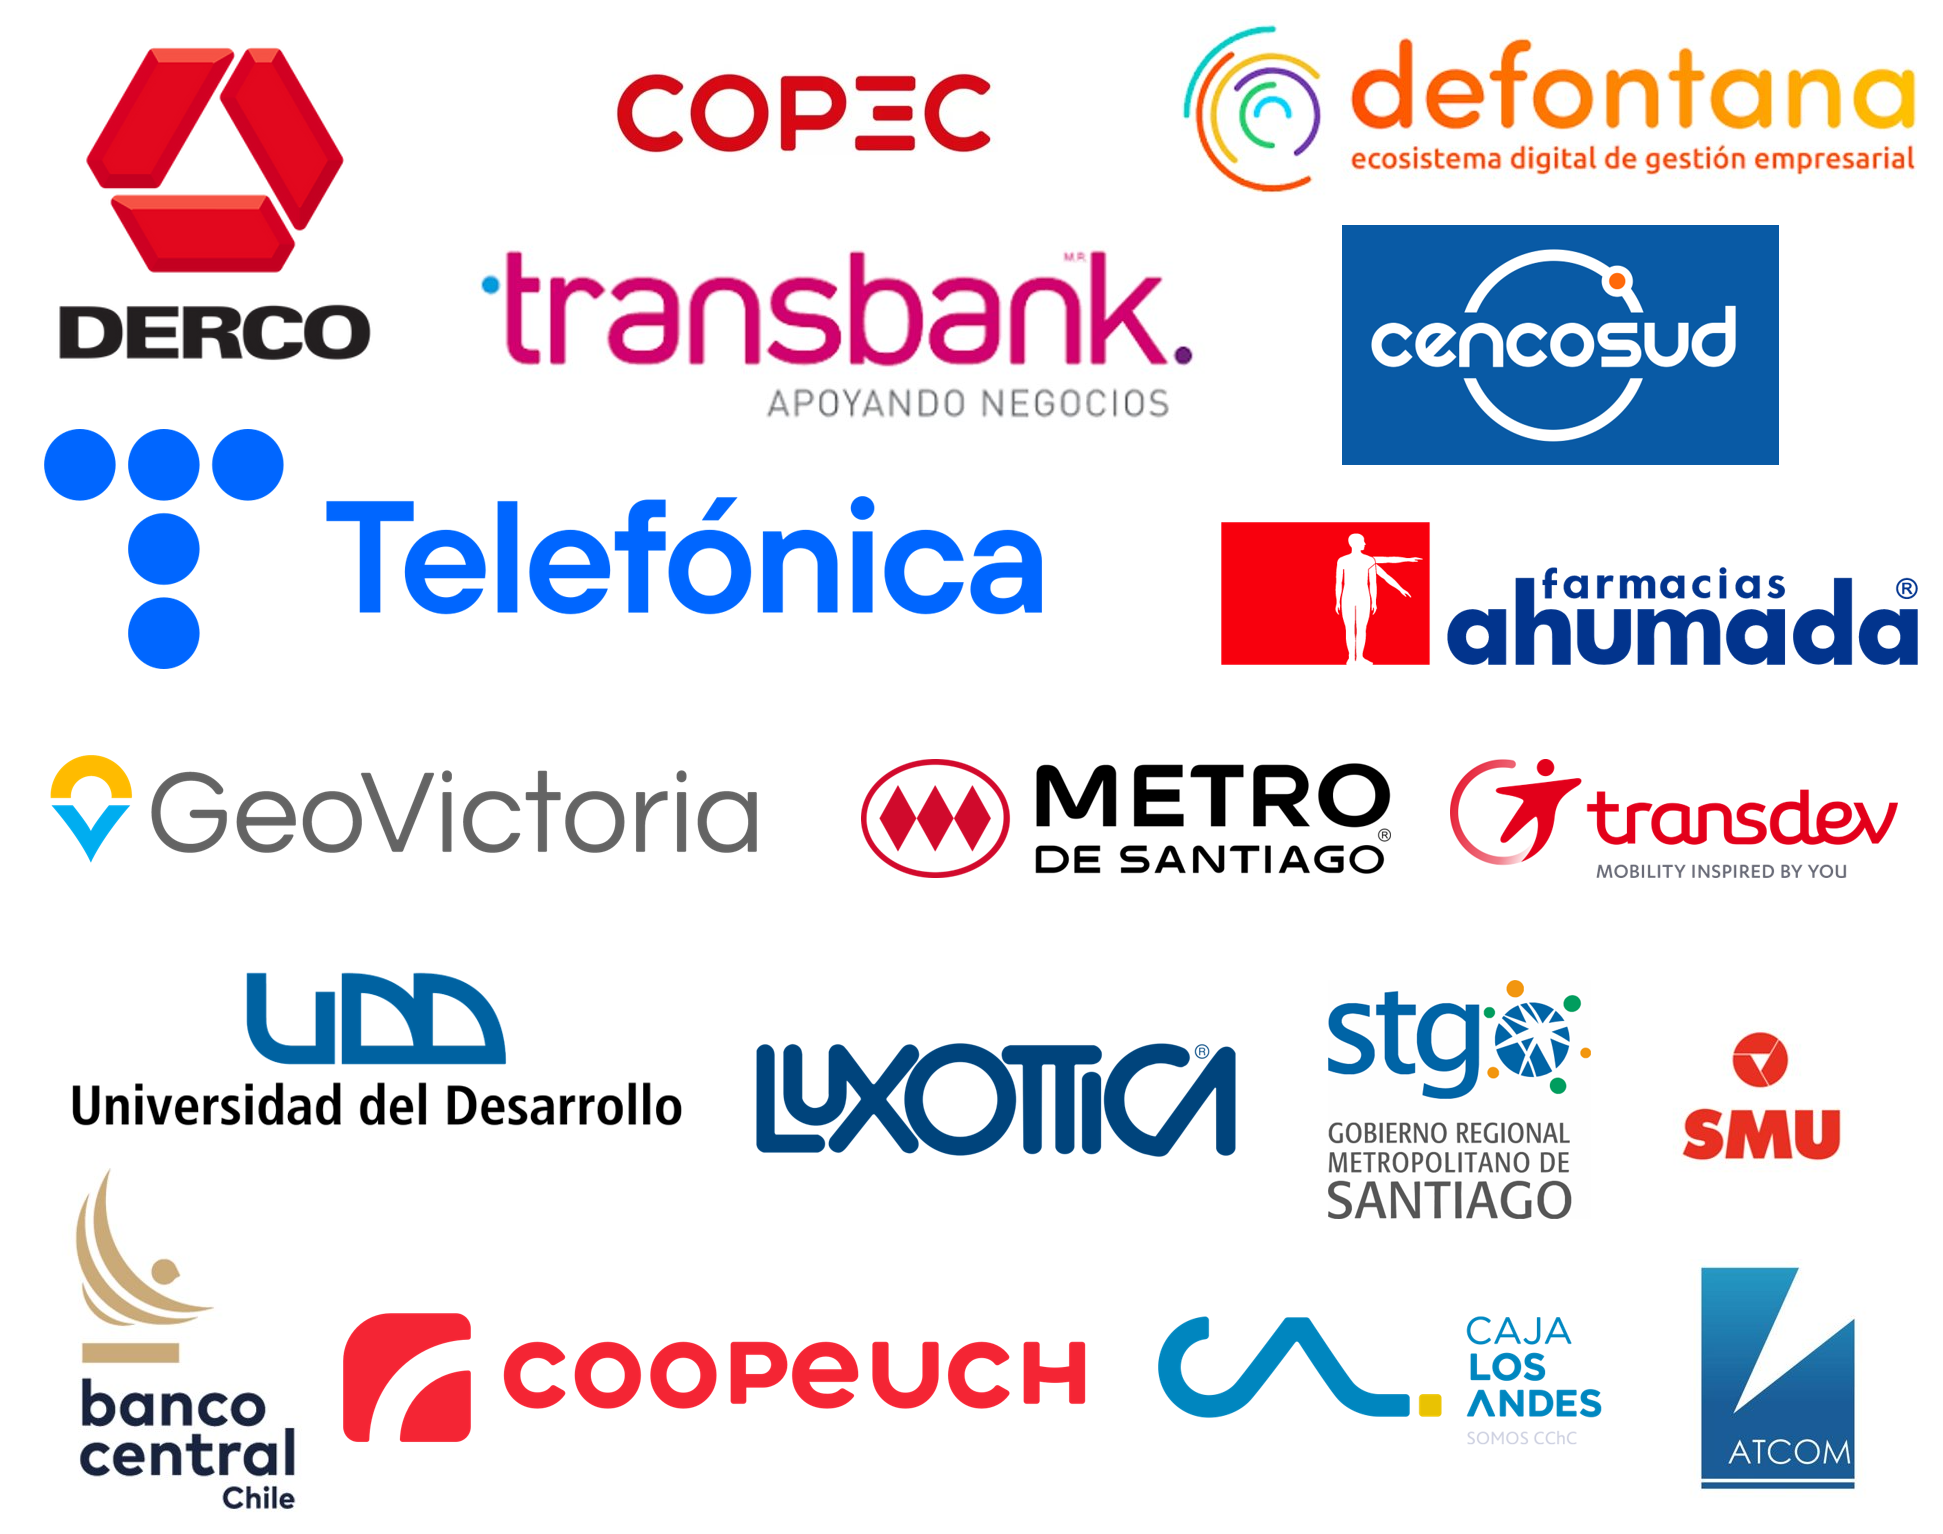 DERCO
COPEC
defontana
ecosistema digital de gestión empresarial
transbank.
M.R.
APOYANDO NEGOCIOS
cencosud
Telefónica
farmacias
ahumada®
GeoVictoria
METRO
DE SANTIAGO®
transdev
MOBILITY INSPIRED BY YOU
UDD
Universidad del Desarrollo
LUXOTTICA®
stgo
GOBIERNO REGIONAL
METROPOLITANO DE
SANTIAGO
SMU
banco
central
Chile
COOPeUCH
CAJA
LOS
ANDES
SOMOS CChC
ATCOM